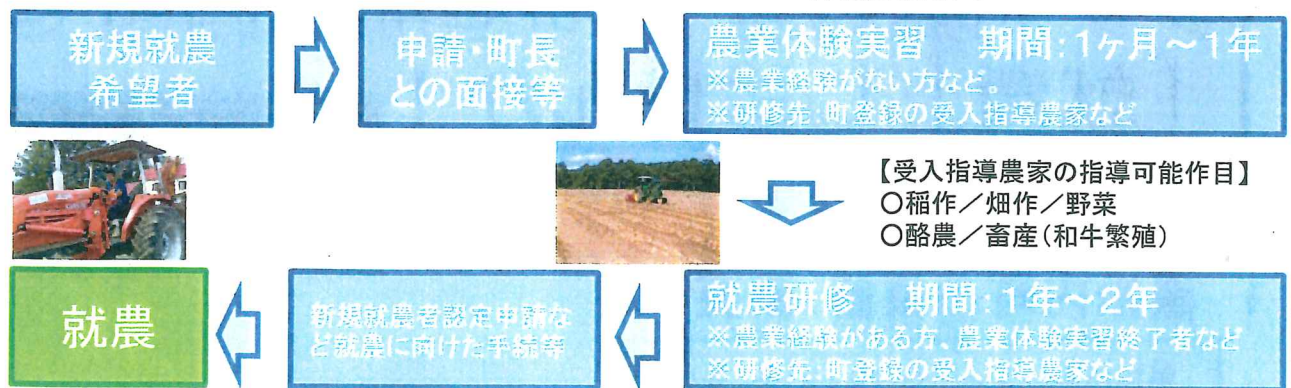 新規就農
希望者
申請・町長
との面接等
農業体験実習　期間:1ヶ月～1年
※農業経験がない方など。
※研修先:町登録の受入指導農家など
【受入指導農家の指導可能作目】
○稲作／畑作／野菜
○酪農／畜産(和牛繁殖)
就農研修　期間:1年～2年
※農業経験がある方、農業体験実習終了者など
※研修先:町登録の受入指導農家など
新規就農者認定申請な
ど就農に向けた手続等
就農